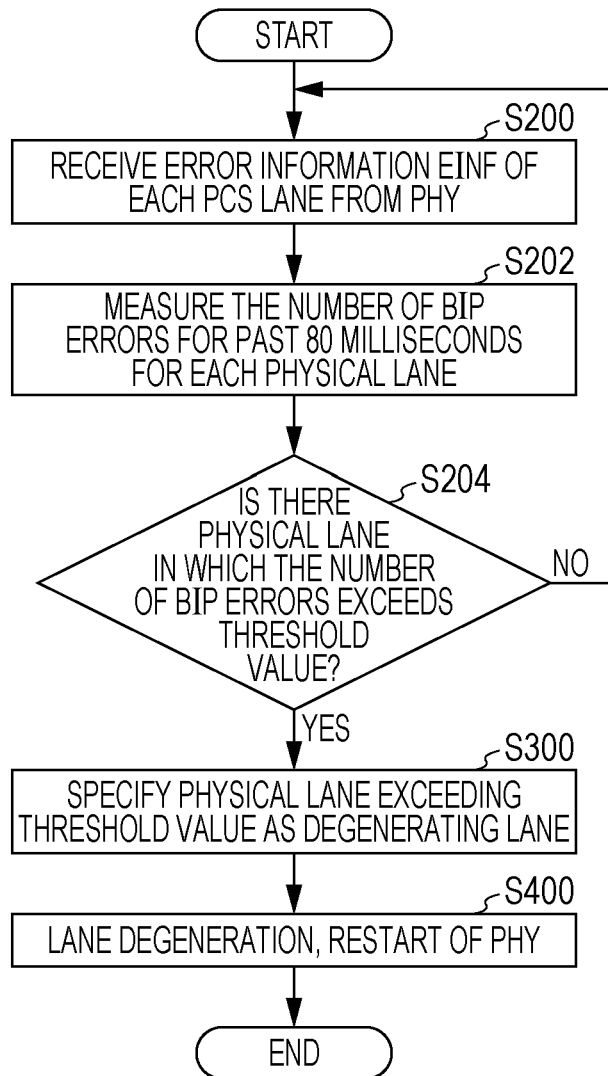 START
S200
RECEIVE ERROR INFORMATION EINF OF
EACH PCS LANE FROM PHY
S202
MEASURE THE NUMBER OF BIP
ERRORS FOR PAST 80 MILLISECONDS
FOR EACH PHYSICAL LANE
S204
IS THERE
PHYSICAL LANE
IN WHICH THE NUMBER
OF BIP ERRORS EXCEEDS
THRESHOLD
VALUE?
NO
YES
S300
SPECIFY PHYSICAL LANE EXCEEDING
THRESHOLD VALUE AS DEGENERATING LANE
S400
LANE DEGENERATION, RESTART OF PHY
END